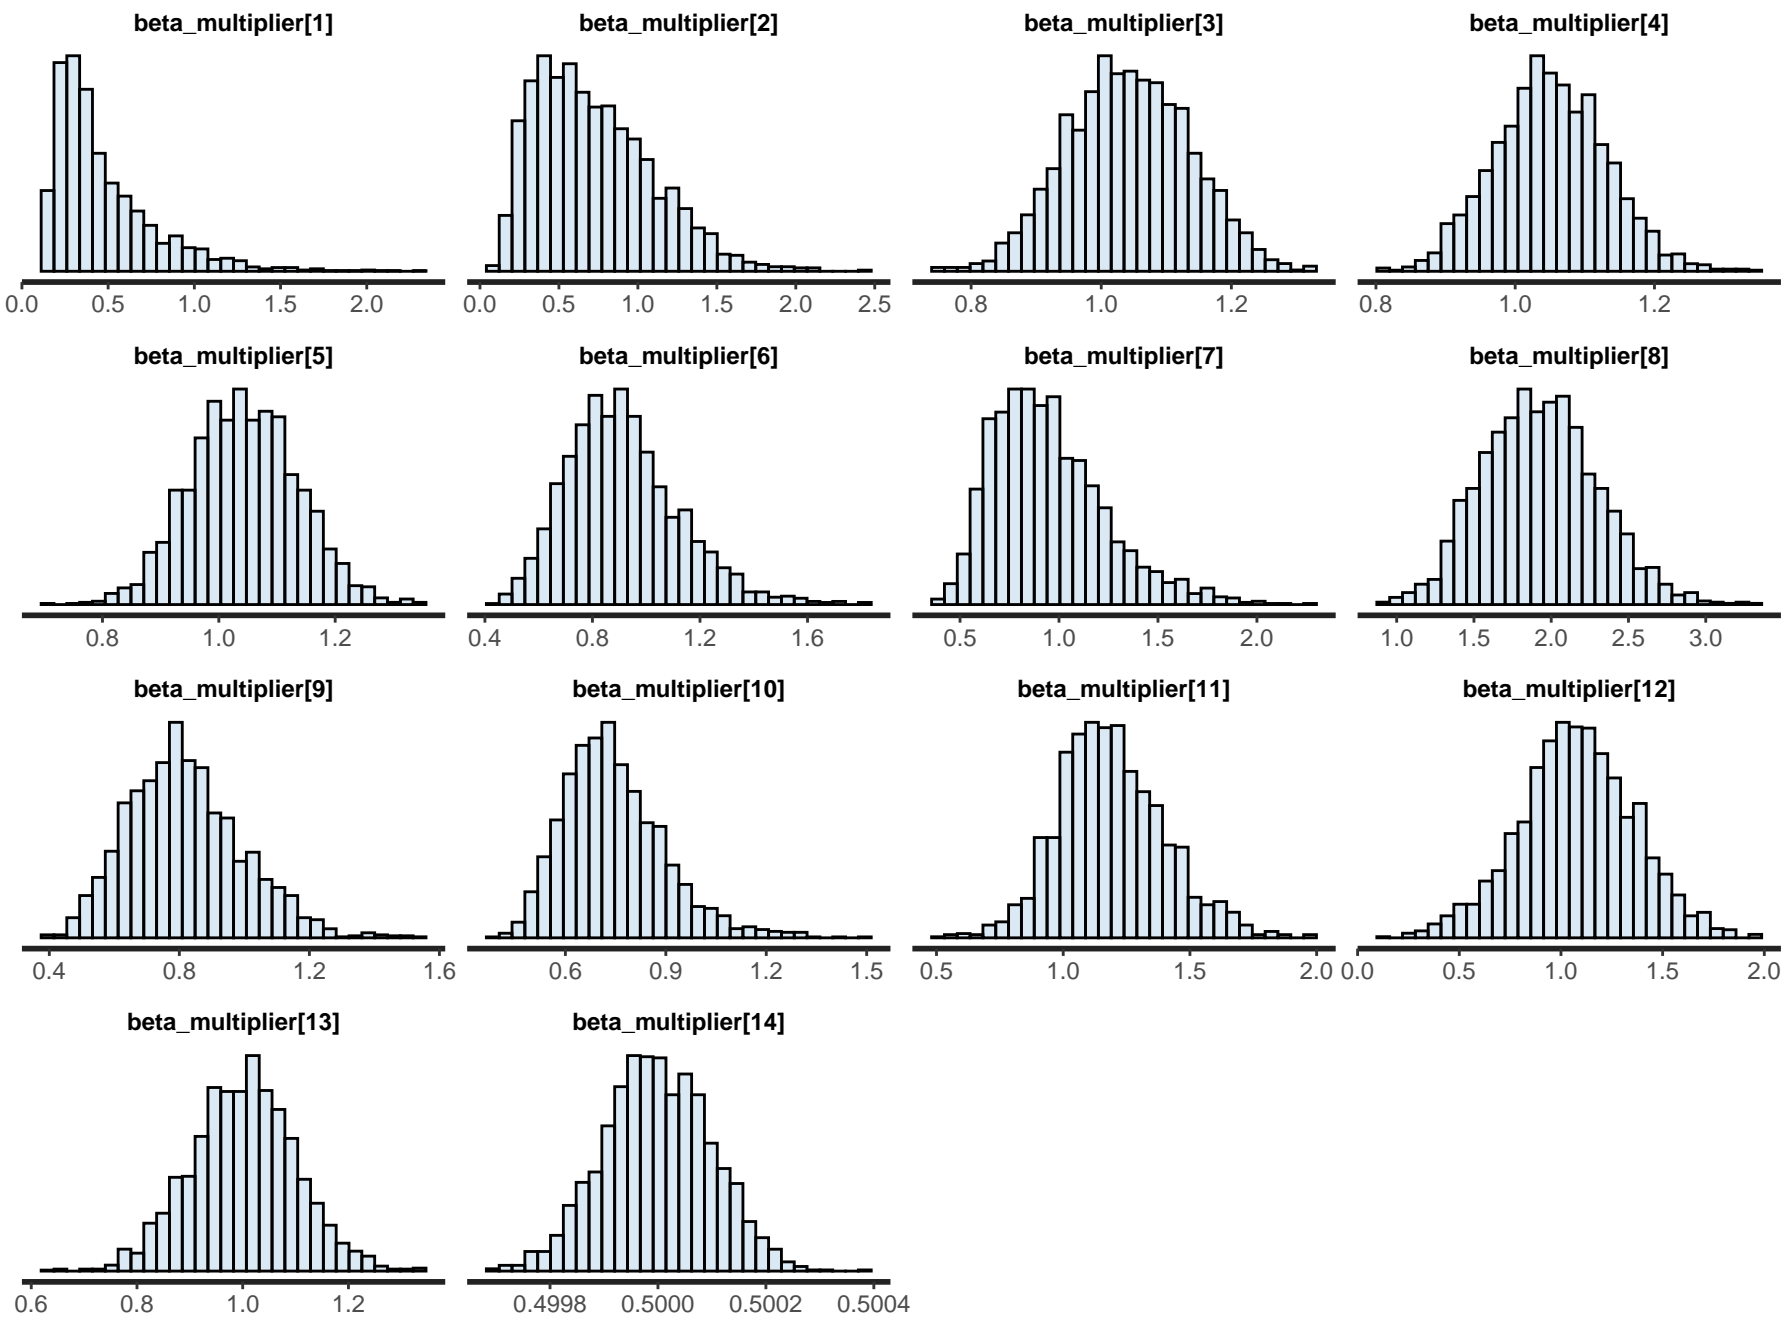 beta_multiplier[1] beta_multiplier[2] beta_multiplier[3] beta_multiplier[4]
0.0 0.5 1.0 1.5 2.0 0.0 0.5 1.0 1.5 2.0 2.5 0.8 1.0 1.2 0.8 1.0 1.2
beta_multiplier[5] beta_multiplier[6] beta_multiplier[7] beta_multiplier[8]
0.8 1.0 1.2 0.4 0.8 1.2 1.6 0.5 1.0 1.5 2.0 1.0 1.5 2.0 2.5 3.0
beta_multiplier[9] beta_multiplier[10] beta_multiplier[11] beta_multiplier[12]
0.4 0.8 1.2 1.6 0.6 0.9 1.2 1.5 0.5 1.0 1.5 2.0 0.0 0.5 1.0 1.5 2.0
beta_multiplier[13] beta_multiplier[14]
0.6 0.8 1.0 1.2 0.4998 0.5000 0.5002 0.5004